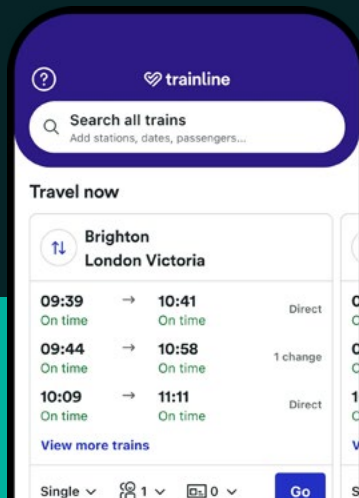 trainline
Search all trains
Add stations, dates, passengers...
Travel now
Brighton
London Victoria
09:39 → 10:41 Direct
On time On time
09:44 → 10:58 1 change
On time On time
10:09 → 11:11 Direct
On time On time
View more trains
Single 1 0 Go